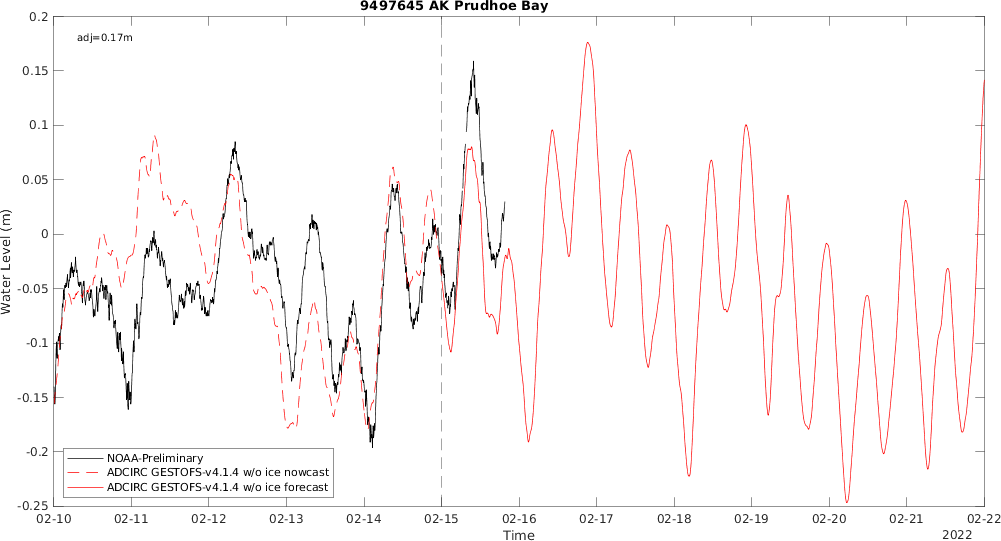 9497645 AK Prudhoe Bay
adj=0.17m
0.2
0.15
0.1
0.05
0
-0.05
-0.1
-0.15
-0.2
-0.25
Water Level (m)
NOAA-Preliminary
ADCIRC GESTOFS-v4.1.4 w/o ice nowcast
ADCIRC GESTOFS-v4.1.4 w/o ice forecast
02-10 02-11 02-12 02-13 02-14 02-15 02-16 02-17 02-18 02-19 02-20 02-21 02-22
Time
2022